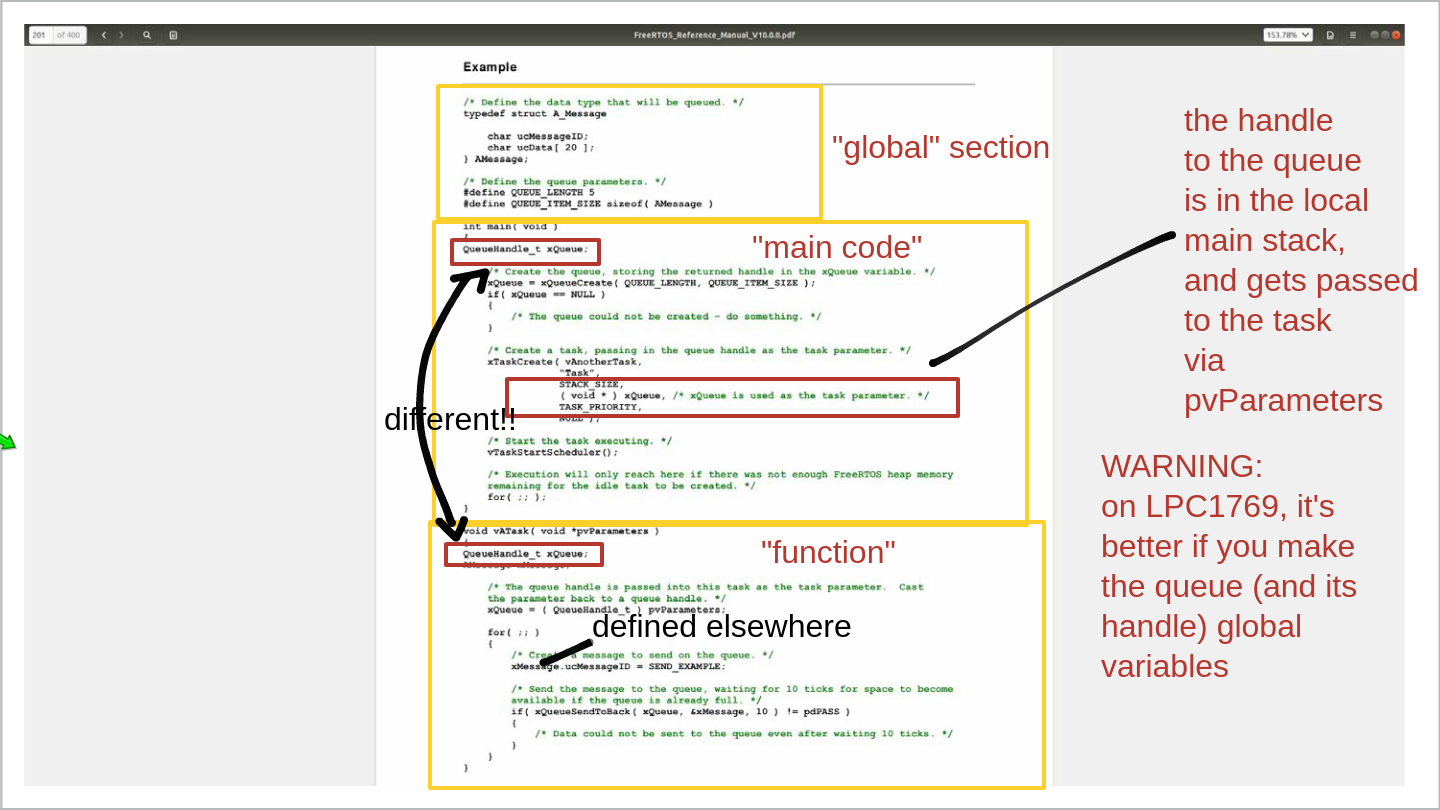 201 of 400
FreeRTOS_Reference_Manual_V10.0.0.pdf
153.78%
Example
/* Define the data type that will be queued. */
typedef struct A_Message
char ucMessageID;
char ucData[ 20 ];
} AMessage;
/* Define the queue parameters. */
#define QUEUE_LENGTH 5
#define QUEUE_ITEM_SIZE sizeof( AMessage )
"global" section
int main( void )
{
QueueHandle_t xQueue;
"main code"
/* Create the queue, storing the returned handle in the xQueue variable. */
xQueue = xQueueCreate( QUEUE_LENGTH, QUEUE_ITEM_SIZE );
if( xQueue == NULL )
{
/* The queue could not be created - do something. */
}
/* Create a task, passing in the queue handle as the task parameter. */
xTaskCreate( vAnotherTask,
“Task”,
STACK_SIZE,
( void * ) xQueue, /* xQueue is used as the task parameter. */
TASK_PRIORITY,
NULL );
/* Start the task executing. */
vTaskStartScheduler();
/* Execution will only reach here if there was not enough FreeRTOS heap memory
remaining for the idle task to be created. */
for( ;; );
}
different!!
void vATask( void *pvParameters )
{
QueueHandle_t xQueue;
AMessage xMessage;
"function"
/* The queue handle is passed into this task as the task parameter. Cast
the parameter back to a queue handle. */
xQueue = ( QueueHandle_t ) pvParameters;
for( ;; )
{
defined elsewhere
/* Create a message to send on the queue. */
xMessage.ucMessageID = SEND_EXAMPLE;
/* Send the message to the queue, waiting for 10 ticks for space to become
available if the queue is already full. */
if( xQueueSendToBack( xQueue, &xMessage, 10 ) != pdPASS )
{
/* Data could not be sent to the queue even after waiting 10 ticks. */
}
}
}
the handle
to the queue
is in the local
main stack,
and gets passed
to the task
via
pvParameters
WARNING:
on LPC1769, it's
better if you make
the queue (and its
handle) global
variables